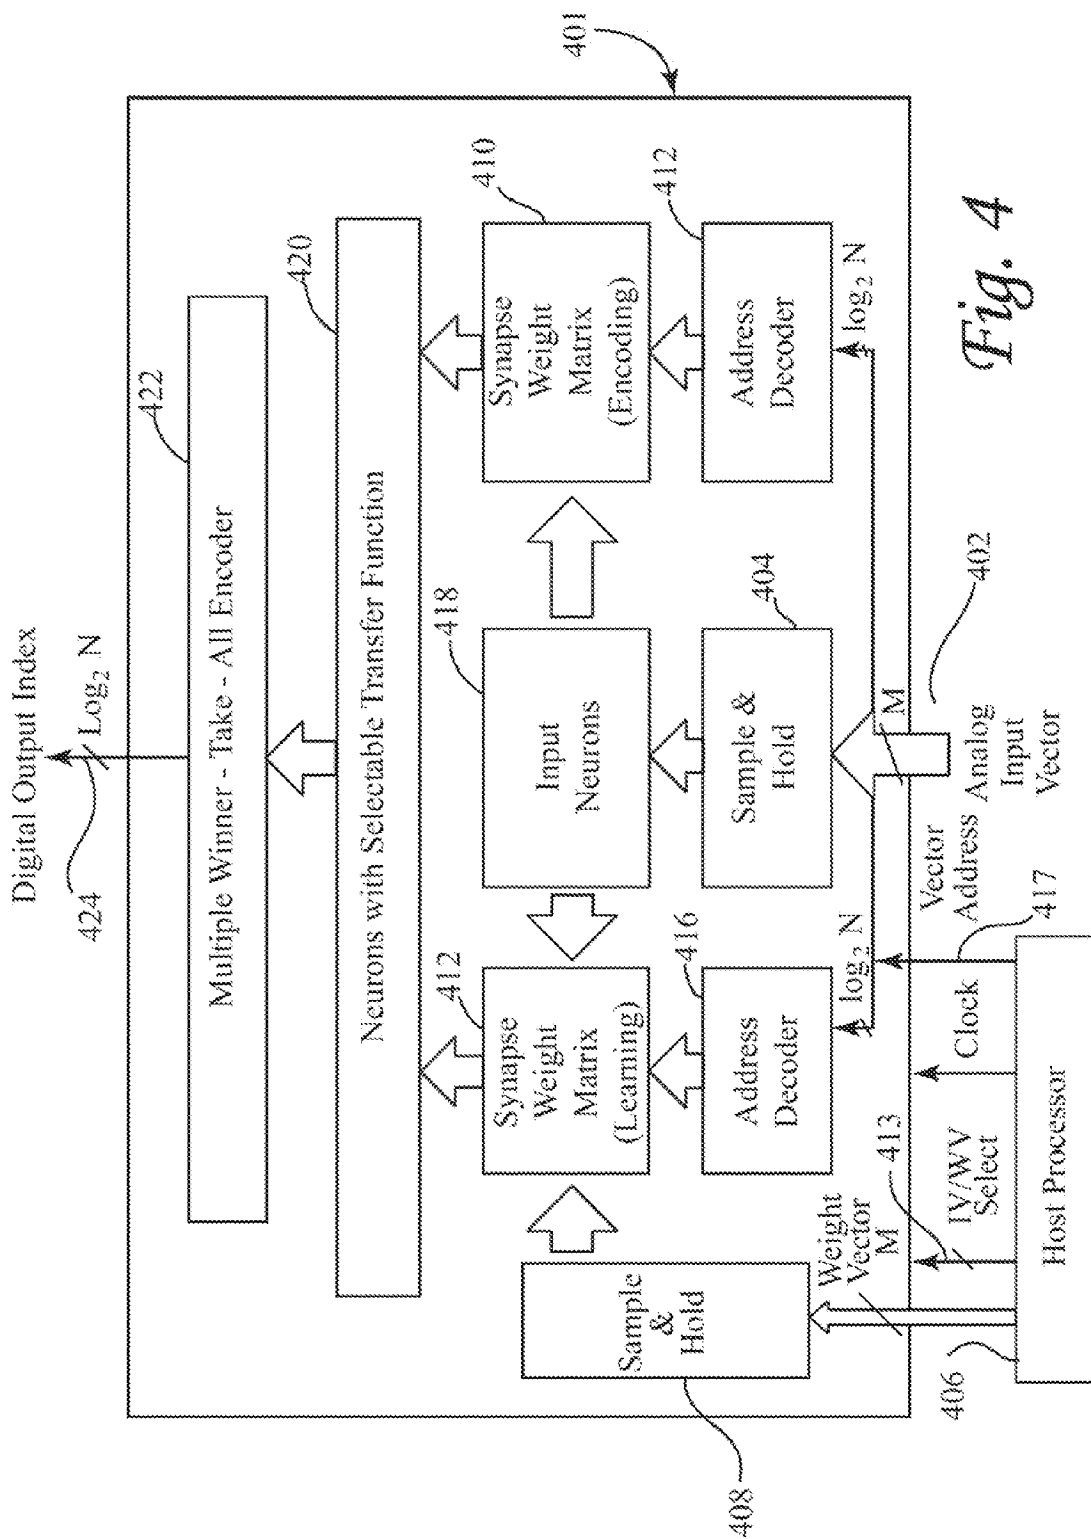 Digital Output Index
424
Log2 N
422
Multiple Winner - Take - All Encoder
420
Neurons with Selectable Transfer Function
412
Synapse
Weight
Matrix
(Learning)
418
Input
Neurons
410
Synapse
Weight
Matrix
(Encoding)
Sample
&
Hold
408
416
Address
Decoder
404
Sample &
Hold
412
Address
Decoder
log2 N
log2 N
Weight
Vector
M
M
401
413
IV/WV
Select
Clock
Vector
Address
417
Analog
Input
Vector
402
406
Host Processor
Fig. 4